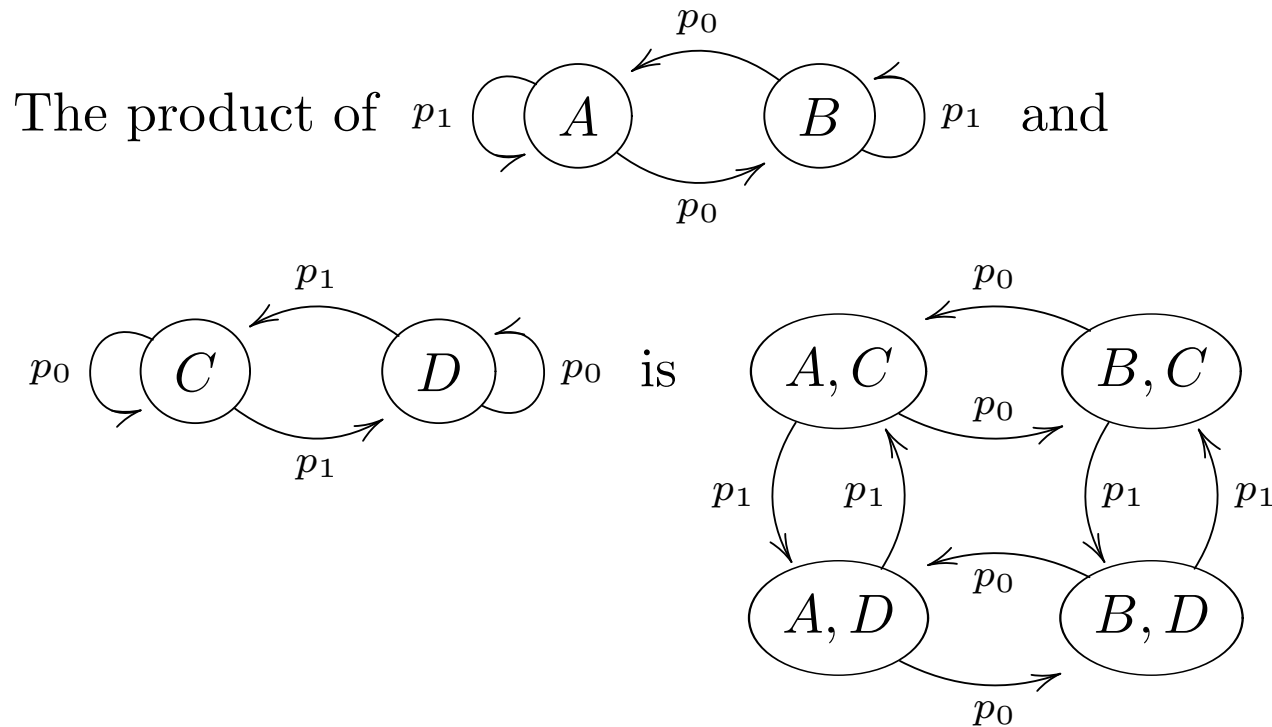 p₀
The product of p₁ A B p₁ and
p₀
p₁ p₀
p₀ C D p₀ is A, C B, C
p₀
p₁
p₁ p₁ p₁ p₁
p₀
A, D B, D
p₀